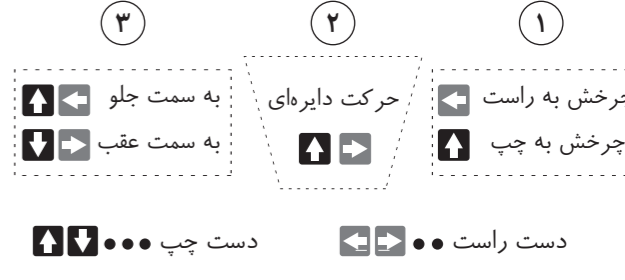 ۱ ۲ ۳
چرخش به راست
چرخش به چپ
حرکت دایره‌ای
به سمت جلو
به سمت عقب
دست راست
دست چپ